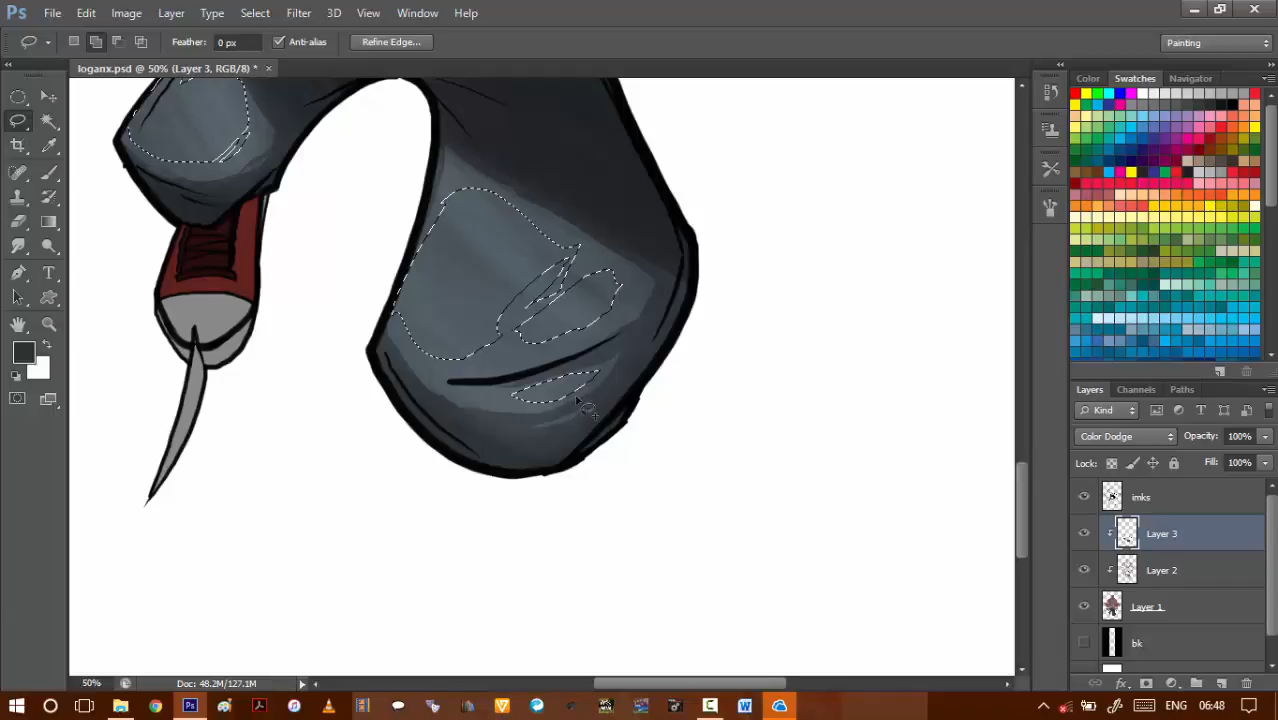 Ps File Edit Image Layer Type Select Filter 3D View Window Help
Feather: 0 px Anti-alias Refine Edge... Painting
loganx.psd @ 50% (Layer 3, RGB/8) * ×
Color Swatches Navigator
Layers Channels Paths
Kind
Color Dodge Opacity: 100%
Lock: Fill: 100%
imks
Layer 3
Layer 2
Layer 1
bk
50% Doc: 48.2M/127.1M
ENG 06:48